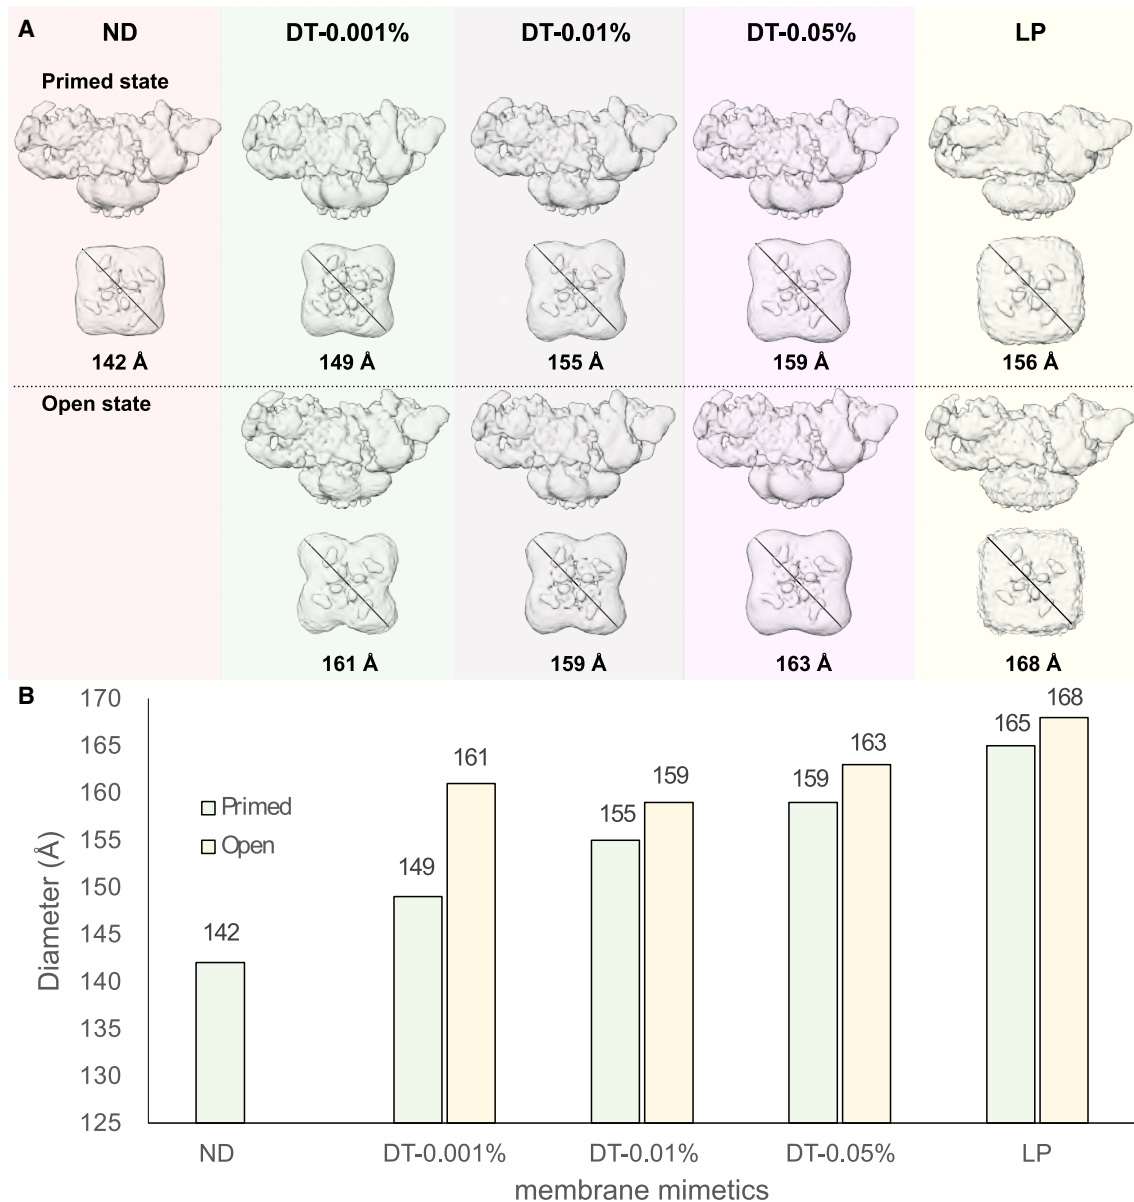 A
ND DT-0.001% DT-0.01% DT-0.05% LP
Primed state
142 Å 149 Å 155 Å 159 Å 156 Å
Open state
161 Å 159 Å 163 Å 168 Å
B
Diameter (Å)
170
165
160
155
150
145
140
135
130
125
Primed
Open
142
149
161
155
159
159
163
165
168
ND DT-0.001% DT-0.01% DT-0.05% LP
membrane mimetics